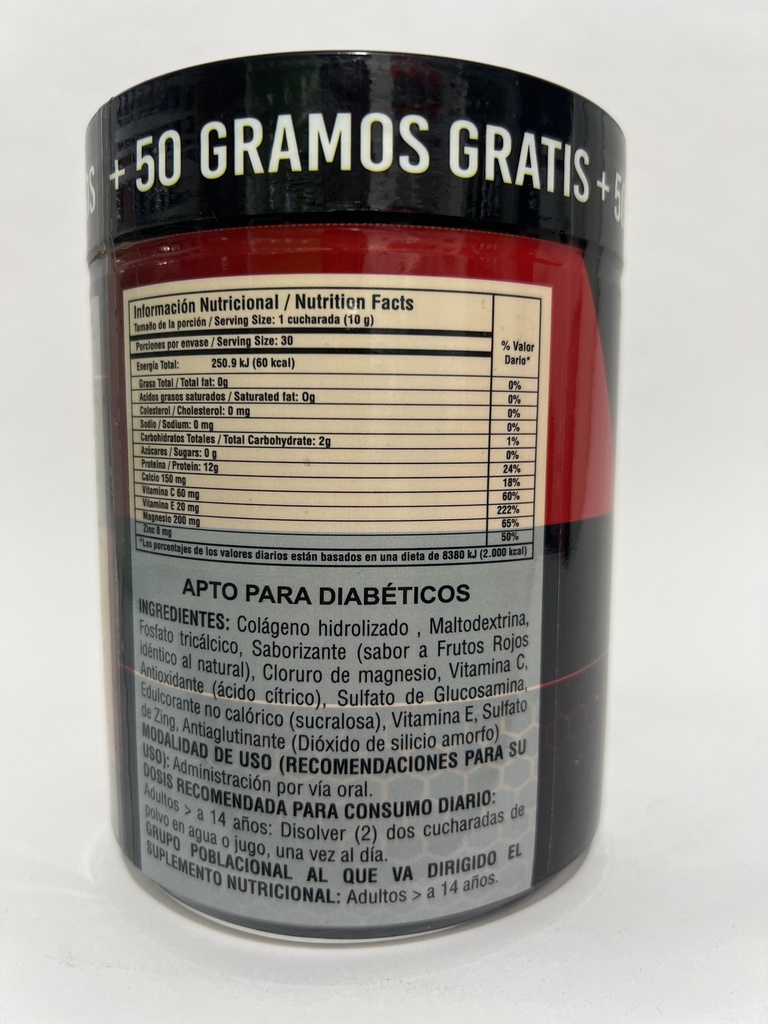 S + 50 GRAMOS GRATIS + 5
Información Nutricional / Nutrition Facts
Tamaño de la porción / Serving Size: 1 cucharada (10 g)
Porciones por envase / Serving Size: 30
% Valor
Dario*
Energía Total: 250.9 kJ (60 kcal)
Grasa Total / Total fat: 0g 0%
Acidos grasos saturados / Saturated fat: 0g 0%
Colesterol / Cholesterol: 0 mg 0%
Sodio / Sodium: 0 mg 0%
Carbohidratos Totales / Total Carbohydrate: 2g 1%
Azúcares / Sugars: 0 g 0%
Proteina / Protein: 12g 24%
Calcio 150 mg 18%
Vitamina C 60 mg 60%
Vitamina E 20 mg 222%
Magnesio 200 mg 65%
Zinc 8 mg 50%
*Los porcentajes de los valores diarios están basados en una dieta de 8380 kJ (2.000 kcal)
APTO PARA DIABÉTICOS
INGREDIENTES: Colágeno hidrolizado , Maltodextrina,
Fosfato tricálcico, Saborizante (sabor a Frutos Rojos
idéntico al natural), Cloruro de magnesio, Vitamina C,
Antioxidante (ácido cítrico), Sulfato de Glucosamina,
Edulcorante no calórico (sucralosa), Vitamina E, Sulfato
de Zing, Antiaglutinante (Dióxido de silicio amorfo)
MODALIDAD DE USO (RECOMENDACIONES PARA SU
USO): Administración por vía oral.
DOSIS RECOMENDADA PARA CONSUMO DIARIO:
Adultos > a 14 años: Disolver (2) dos cucharadas de
polvo en agua o jugo, una vez al día.
GRUPO POBLACIONAL AL QUE VA DIRIGIDO EL
SUPLEMENTO NUTRICIONAL: Adultos > a 14 años.